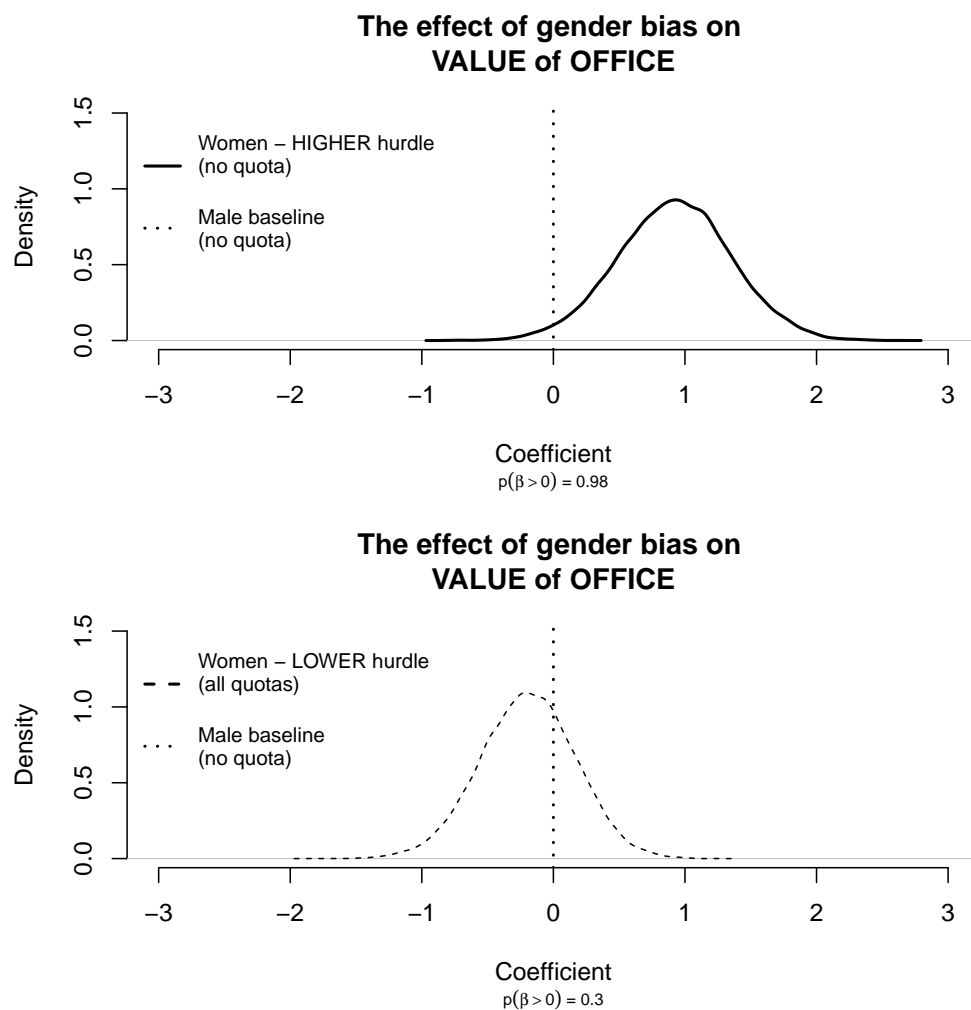 The effect of gender bias on
VALUE of OFFICE
1.5
1.0
0.5
0.0
Density
Women – HIGHER hurdle
(no quota)
Male baseline
(no quota)
−3 −2 −1 0 1 2 3
Coefficient
p(β > 0) = 0.98
The effect of gender bias on
VALUE of OFFICE
1.5
1.0
0.5
0.0
Density
Women – LOWER hurdle
(all quotas)
Male baseline
(no quota)
−3 −2 −1 0 1 2 3
Coefficient
p(β > 0) = 0.3